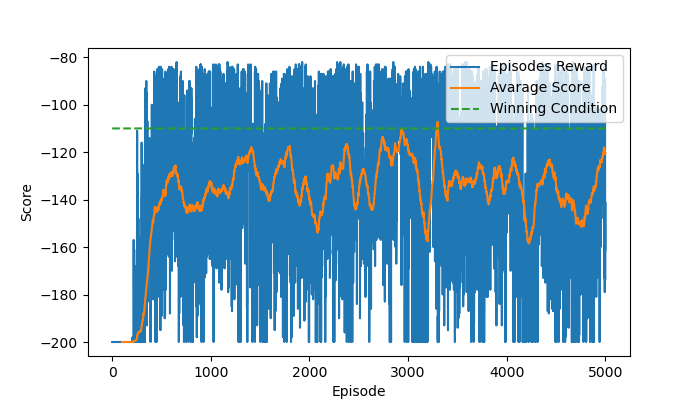 −80
−100
−120
−140
−160
−180
−200
Score
0
1000
2000
3000
4000
5000
Episode
Episodes Reward
Avarage Score
Winning Condition